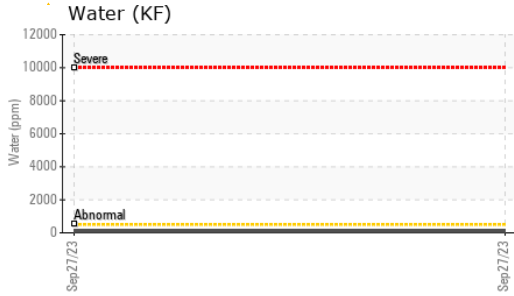 Water (KF)
12000
Severe
10000
8000
6000
4000
2000
Abnormal
0
Water (ppm)
Sep27/23
Sep27/23